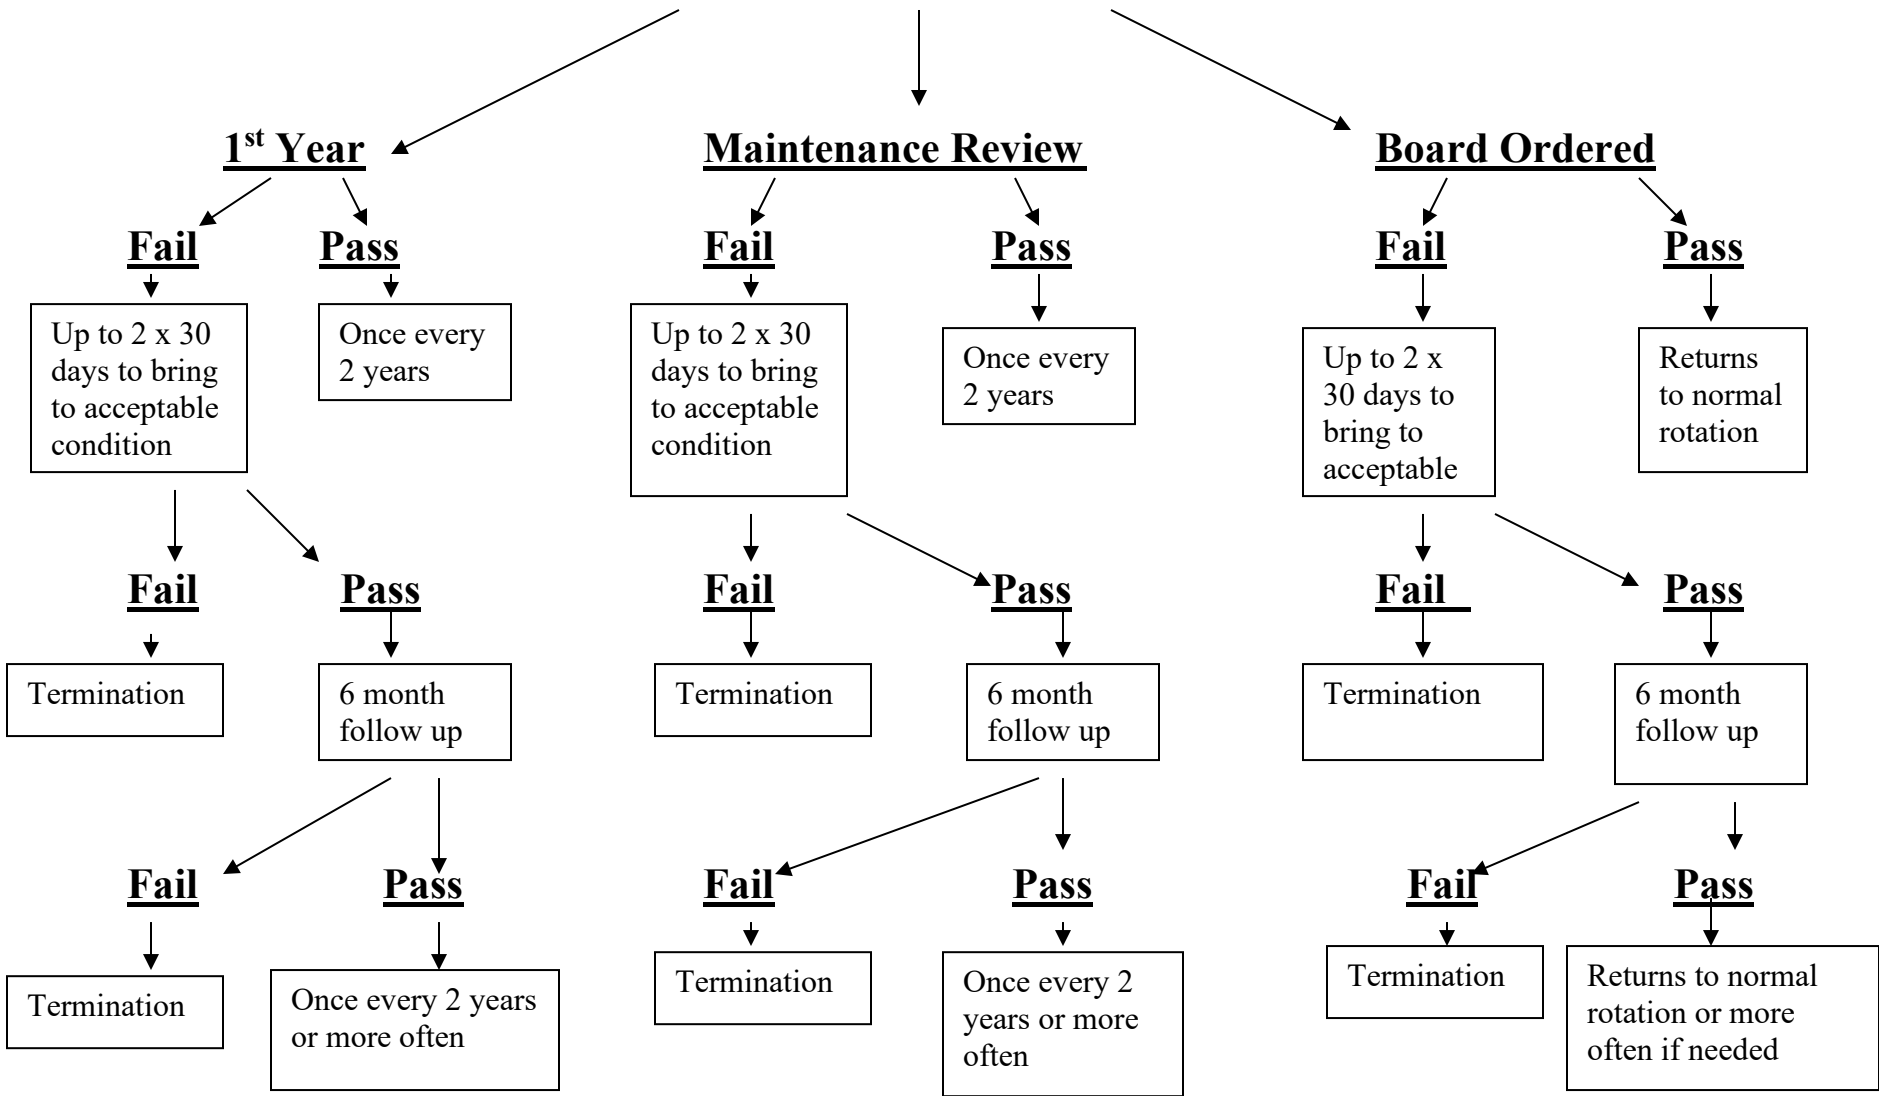 1st Year
Maintenance Review
Board Ordered
Fail
Pass
Fail
Pass
Fail
Pass
Up to 2 x 30
days to bring
to acceptable
condition
Once every
2 years
Up to 2 x 30
days to bring
to acceptable
condition
Once every
2 years
Up to 2 x
30 days to
bring to
acceptable
Returns
to normal
rotation
Fail
Pass
Fail
Pass
Fail
Pass
Termination
6 month
follow up
Termination
6 month
follow up
Termination
6 month
follow up
Fail
Pass
Fail
Pass
Fail
Pass
Termination
Once every 2 years
or more often
Termination
Once every 2
years or more
often
Termination
Returns to normal
rotation or more
often if needed